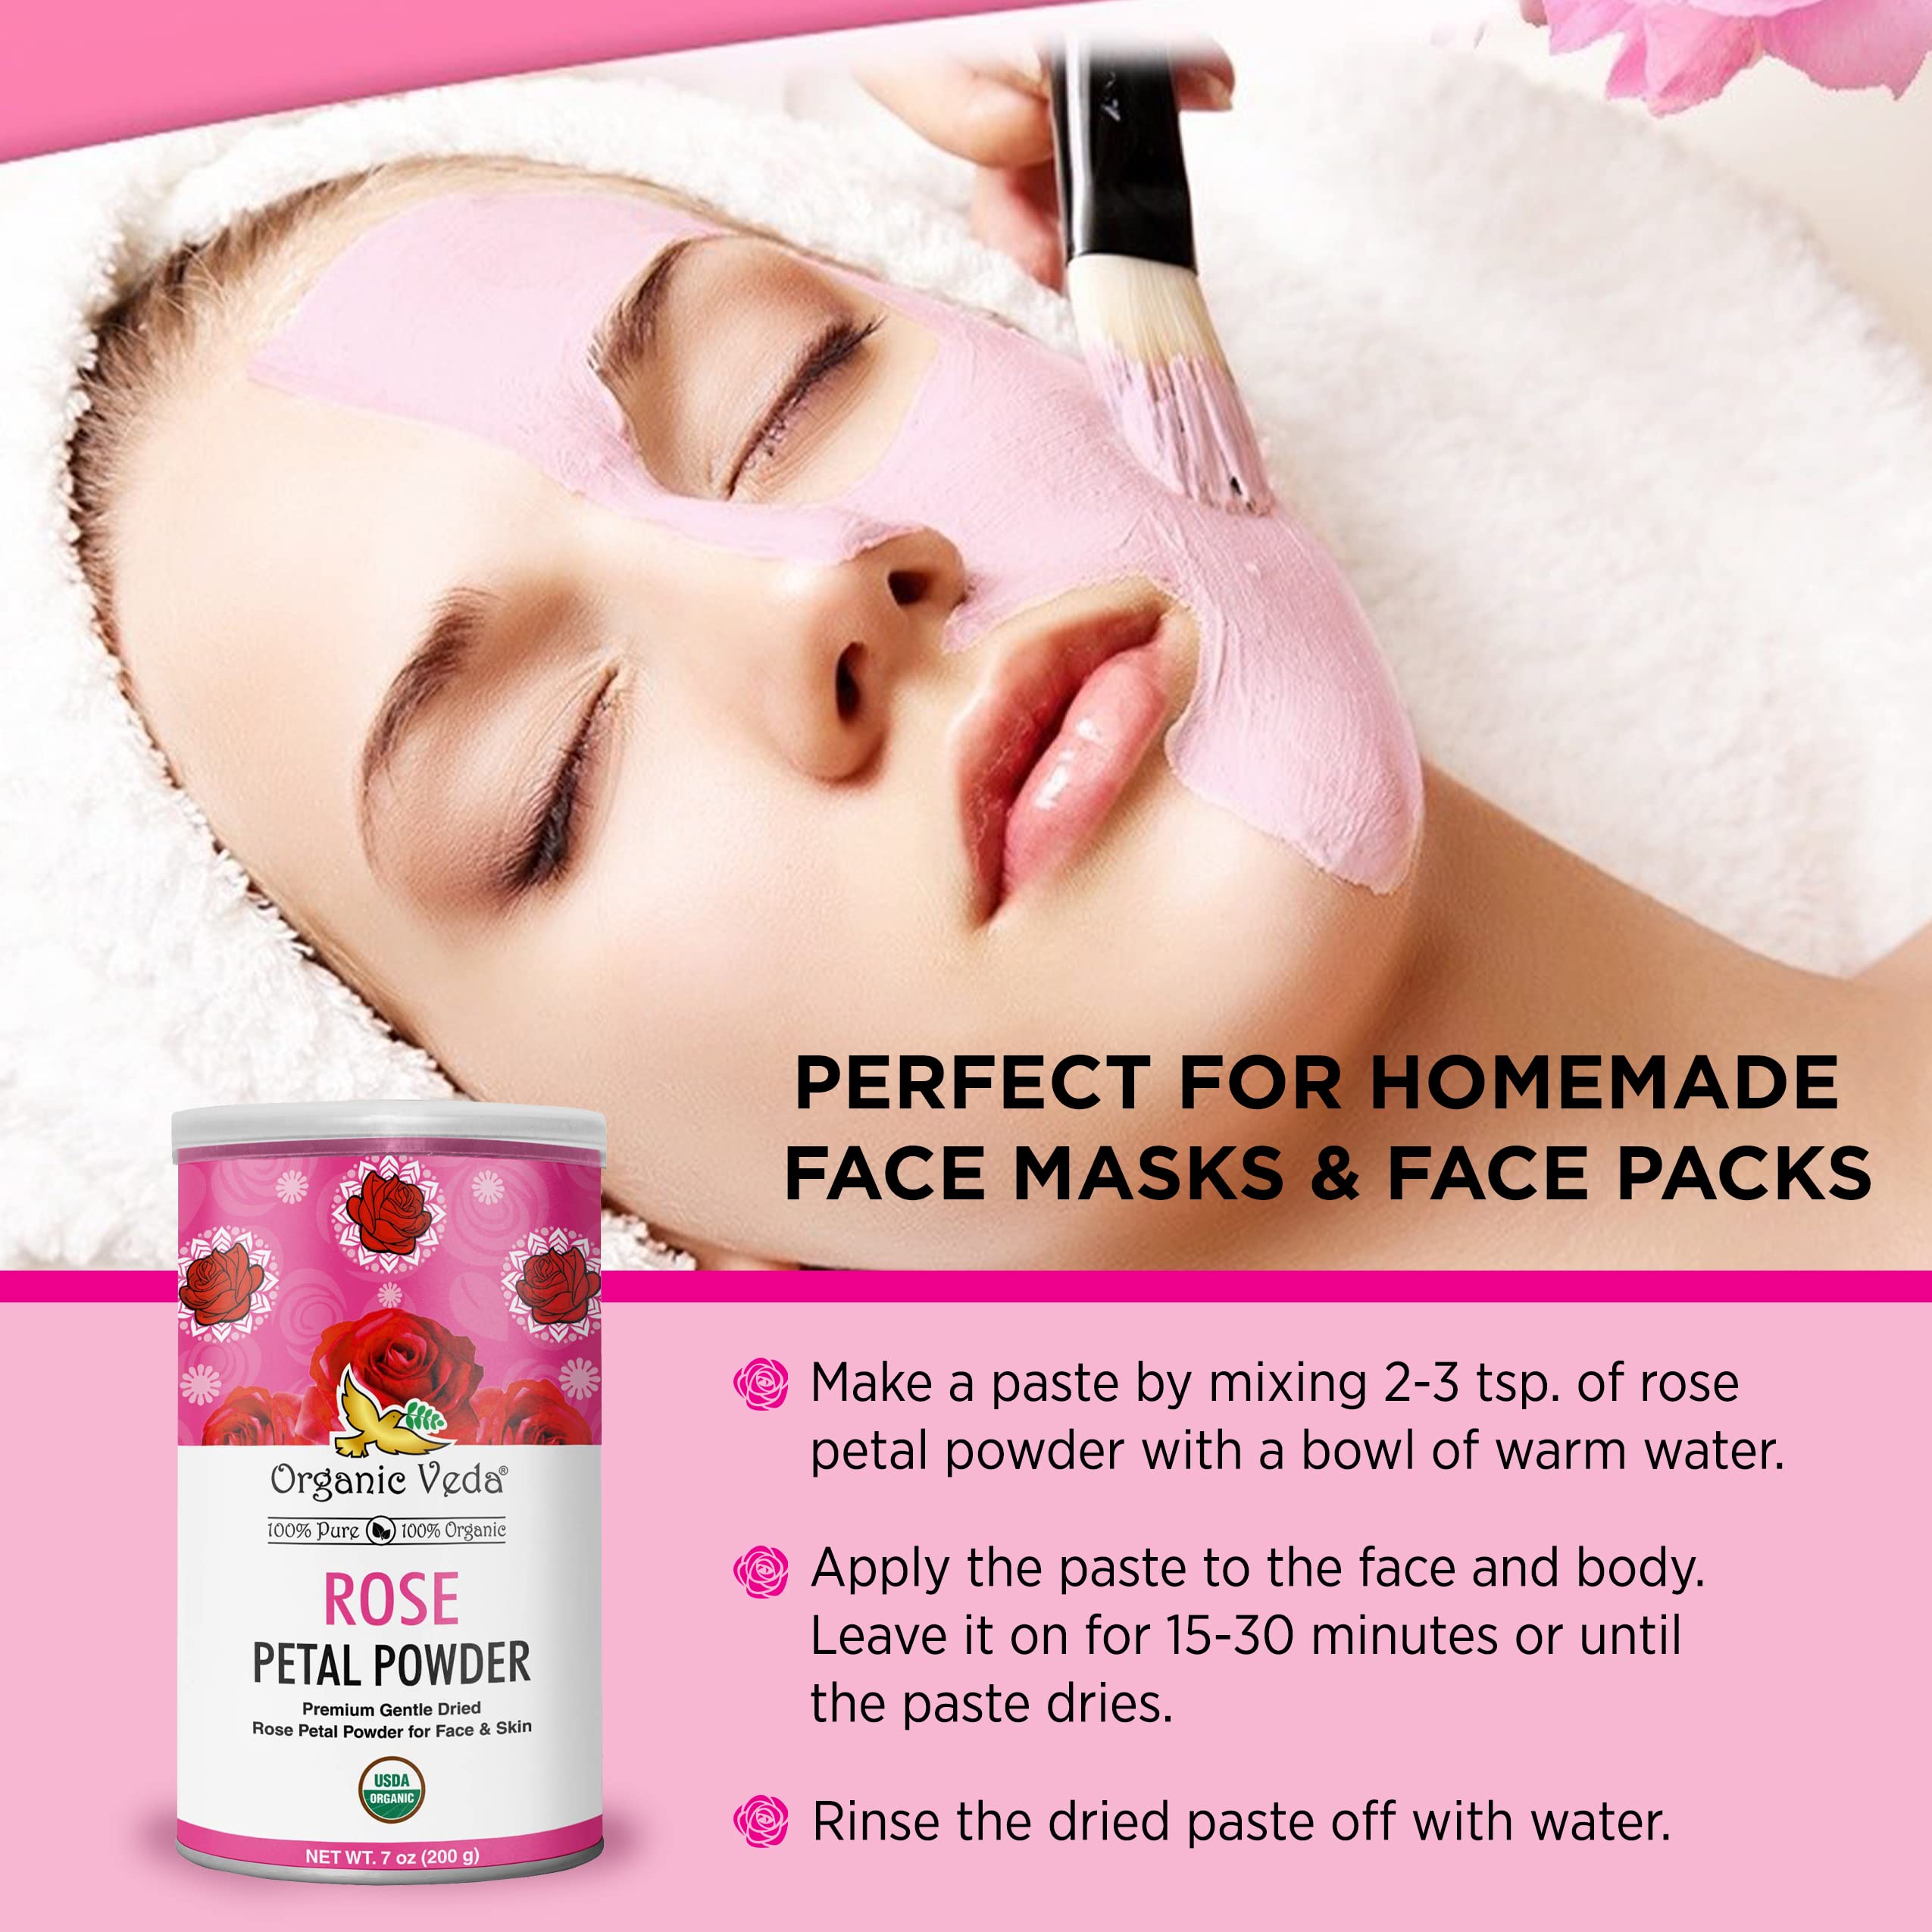 PERFECT FOR HOMEMADE
FACE MASKS & FACE PACKS
Organic Veda®
100% Pure 100% Organic
ROSE
PETAL POWDER
Premium Gentle Dried
Rose Petal Powder for Face & Skin
USDA
ORGANIC
NET WT. 7 oz (200 g)
Make a paste by mixing 2-3 tsp. of rose
petal powder with a bowl of warm water.
Apply the paste to the face and body.
Leave it on for 15-30 minutes or until
the paste dries.
Rinse the dried paste off with water.